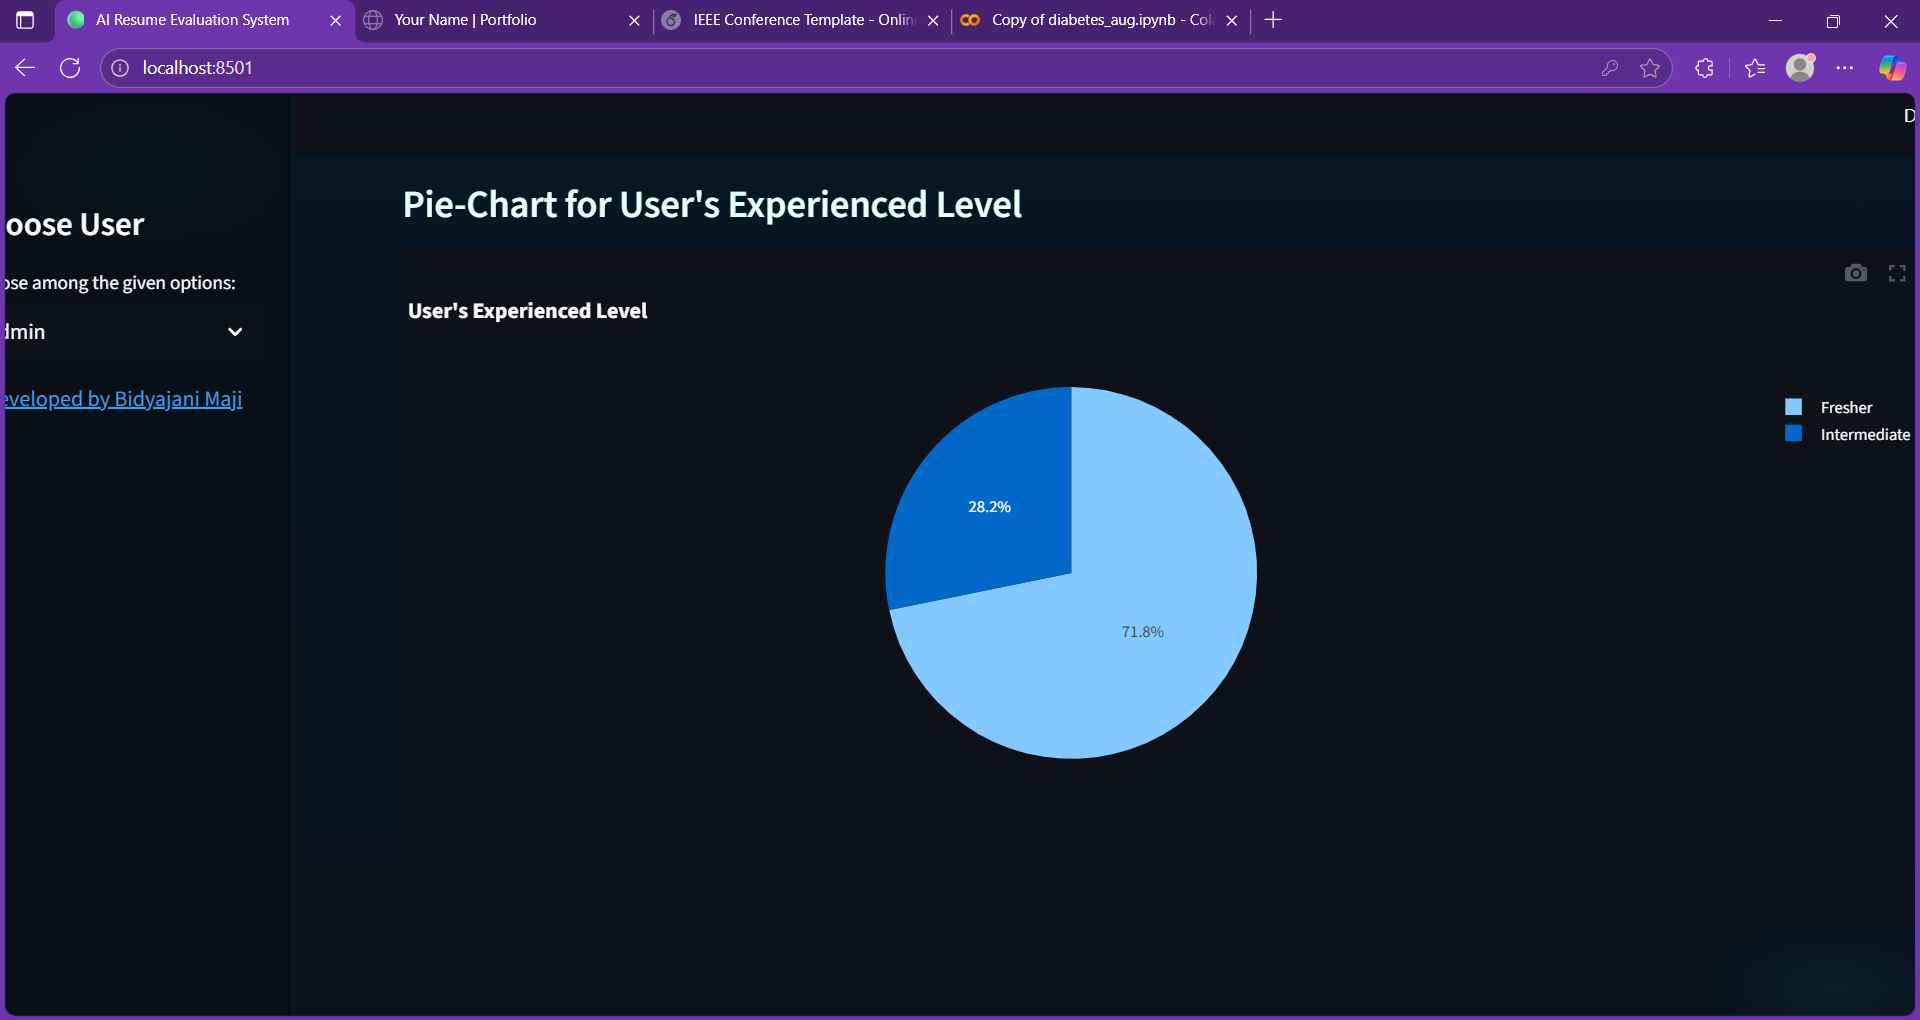 AI Resume Evaluation System
Your Name | Portfolio
IEEE Conference Template - Onlin
Copy of diabetes_aug.ipynb - Col
localhost:8501
D
oose User
ose among the given options:
dmin
eveloped by Bidyajani Maji
Pie-Chart for User's Experienced Level
User's Experienced Level
Fresher
Intermediate
28.2%
71.8%